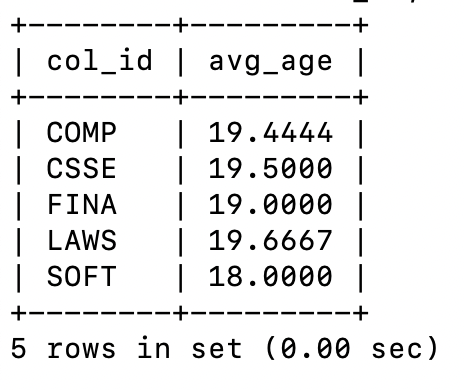 +--------+---------+
| col_id | avg_age |
+--------+---------+
| COMP   | 19.4444 |
| CSSE   | 19.5000 |
| FINA   | 19.0000 |
| LAWS   | 19.6667 |
| SOFT   | 18.0000 |
+--------+---------+
5 rows in set (0.00 sec)